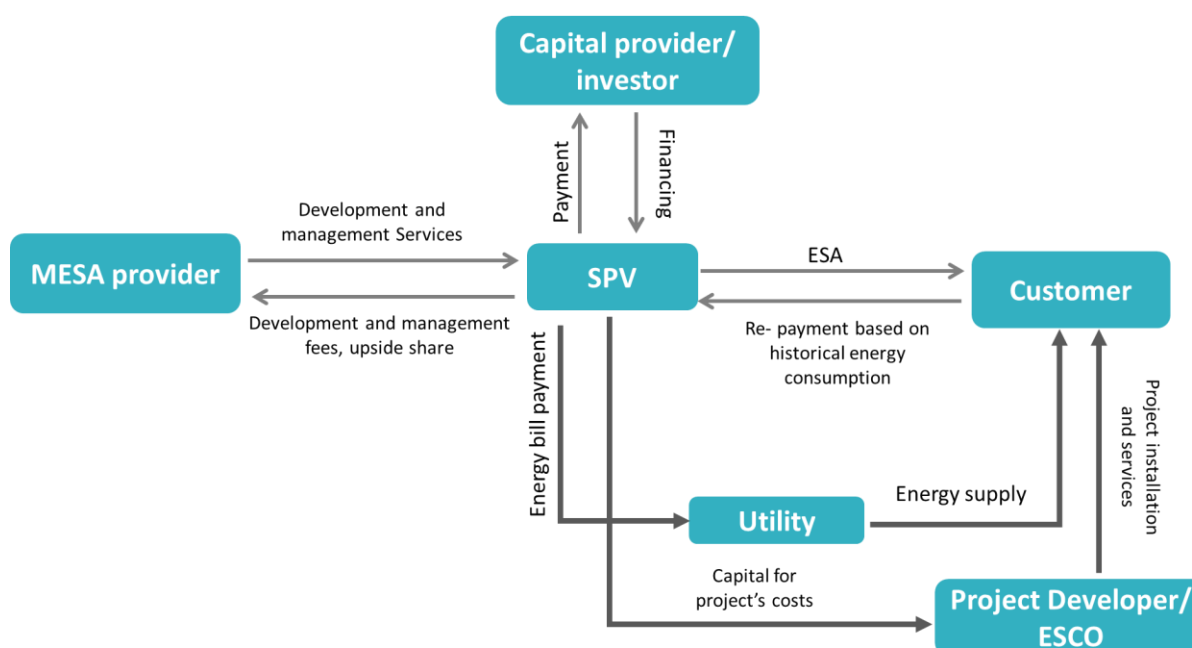 Capital provider/
investor
Payment
Financing
Development and
management Services
MESA provider
SPV
ESA
Customer
Development and management
fees, upside share
Re- payment based on
historical energy
consumption
Energy bill payment
Project installation
and services
Utility
Energy supply
Capital for
project's costs
Project Developer/
ESCO